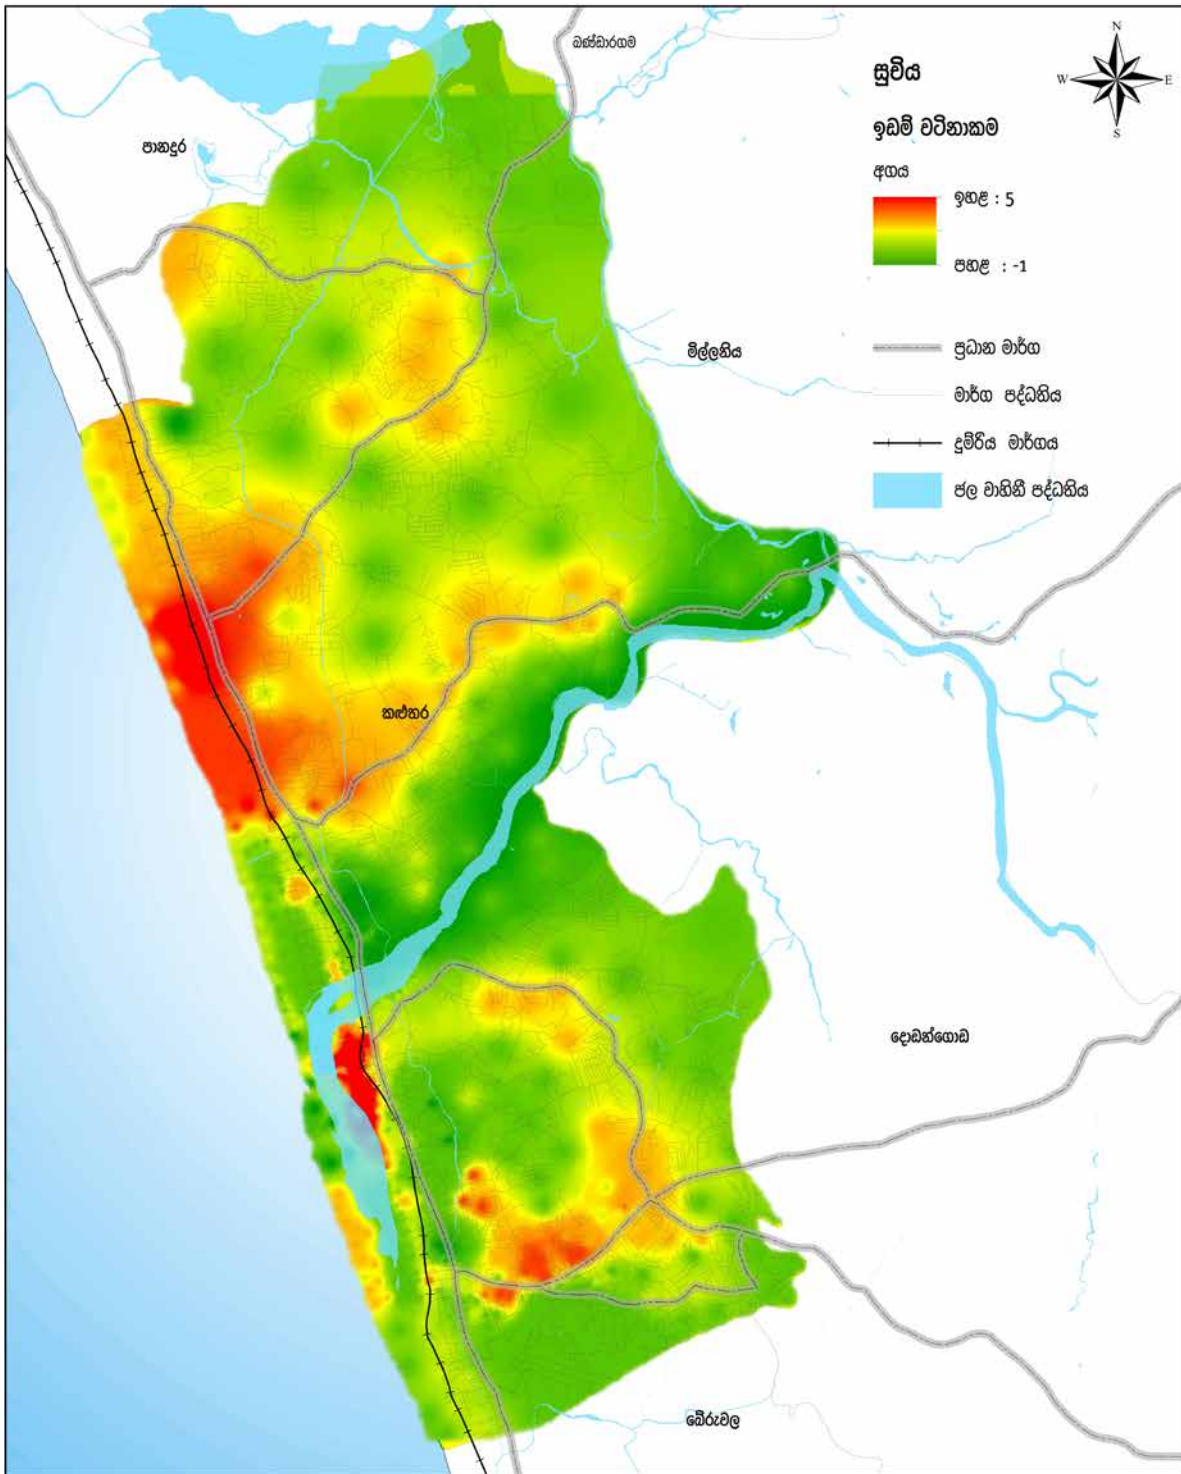 බණ්ඩාරගම
N
W
E
S
සූචිය
ඉඩම් වටිනාකම
අගය
ඉහළ : 5
පහළ : -1
ප්‍රධාන මාර්ග
මාර්ග පද්ධතිය
දුම්රිය මාර්ගය
ජල වාහිනී පද්ධතිය
පානදුර
මිල්ලනිය
කළුතර
දොඩන්ගොඩ
බේරුවල